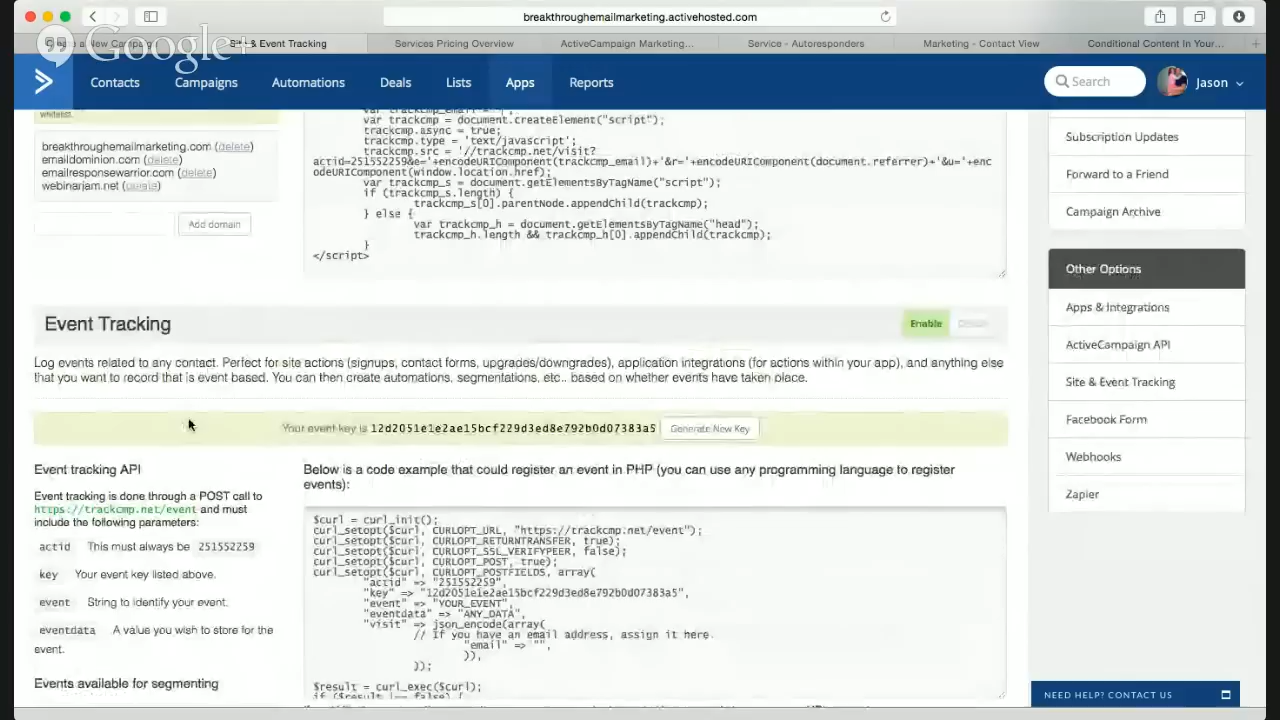 breakthroughemailmarketing.activehosted.com
Google+
Create a New Campaign
Site & Event Tracking
Services Pricing Overview
ActiveCampaign Marketing...
Service - Autoresponders
Marketing - Contact View
Conditional Content In Your...
Contacts
Campaigns
Automations
Deals
Lists
Apps
Reports
Search
Jason
whitelist.
breakthroughemailmarketing.com (delete)
emaildominion.com (delete)
emailresponsewarrior.com (delete)
webinarjam.net (delete)
Add domain
var trackcmp = document.createElement("script");
trackcmp.async = true;
trackcmp.type = 'text/javascript';
trackcmp.src = '//trackcmp.net/visit?
actid=251552259&e='+encodeURIComponent(trackcmp_email)+'&r='+encodeURIComponent(document.referrer)+'&u='+enc
odeURIComponent(window.location.href);
var trackcmp_s = document.getElementsByTagName("script");
if (trackcmp_s.length) {
trackcmp_s[0].parentNode.appendChild(trackcmp);
} else {
var trackcmp_h = document.getElementsByTagName("head");
trackcmp_h.length && trackcmp_h[0].appendChild(trackcmp);
}
</script>
Subscription Updates
Forward to a Friend
Campaign Archive
Other Options
Apps & Integrations
ActiveCampaign API
Site & Event Tracking
Facebook Form
Webhooks
Zapier
Event Tracking
Enable
Log events related to any contact. Perfect for site actions (signups, contact forms, upgrades/downgrades), application integrations (for actions within your app), and anything else
that you want to record that is event based. You can then create automations, segmentations, etc.. based on whether events have taken place.
Your event key is 12d2051e1e2ae15bcf229d3ed8e792b0d07383a5
Generate New Key
Event tracking API
Event tracking is done through a POST call to
https://trackcmp.net/event and must
include the following parameters:
actid This must always be 251552259
key Your event key listed above.
event String to identify your event.
eventdata A value you wish to store for the
event.
Events available for segmenting
Below is a code example that could register an event in PHP (you can use any programming language to register
events):
$curl = curl_init();
curl_setopt($curl, CURLOPT_URL, "https://trackcmp.net/event");
curl_setopt($curl, CURLOPT_RETURNTRANSFER, true);
curl_setopt($curl, CURLOPT_SSL_VERIFYPEER, false);
curl_setopt($curl, CURLOPT_POST, true);
curl_setopt($curl, CURLOPT_POSTFIELDS, array(
"actid" => "251552259",
"key" => "12d2051e1e2ae15bcf229d3ed8e792b0d07383a5",
"event" => "YOUR_EVENT",
"eventdata" => "ANY_DATA",
"visit" => json_encode(array(
// If you have an email address, assign it here.
"email" => "",
)),
));
$result = curl_exec($curl);
if ($result !== false) {
NEED HELP? CONTACT US